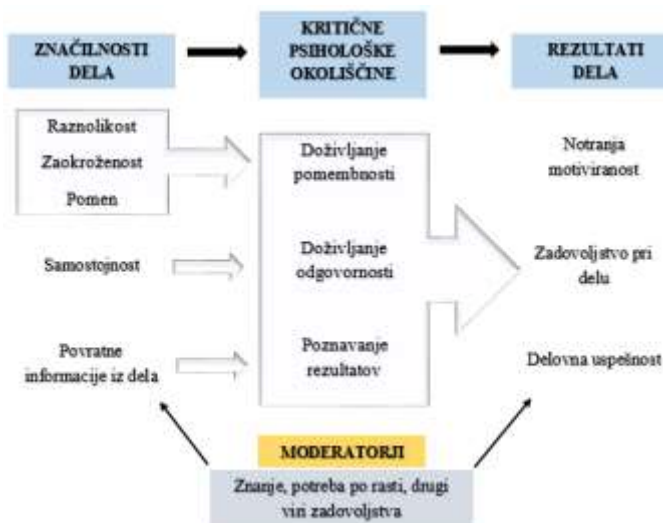 ZNAČILNOSTI
DELA
KRITIČNE
PSIHOLOŠKE
OKOLIŠČINE
REZULTATI
DELA
Raznolikost
Zaokroženost
Pomen
Samostojnost
Povratne
informacije iz dela
Doživljanje
pomembnosti
Doživljanje
odgovornosti
Poznavanje
rezultatov
Notranja
motiviranost
Zadovoljstvo pri
delu
Delovna uspešnost
MODERATORJI
Znanje, potreba po rasti, drugi
viri zadovoljstva